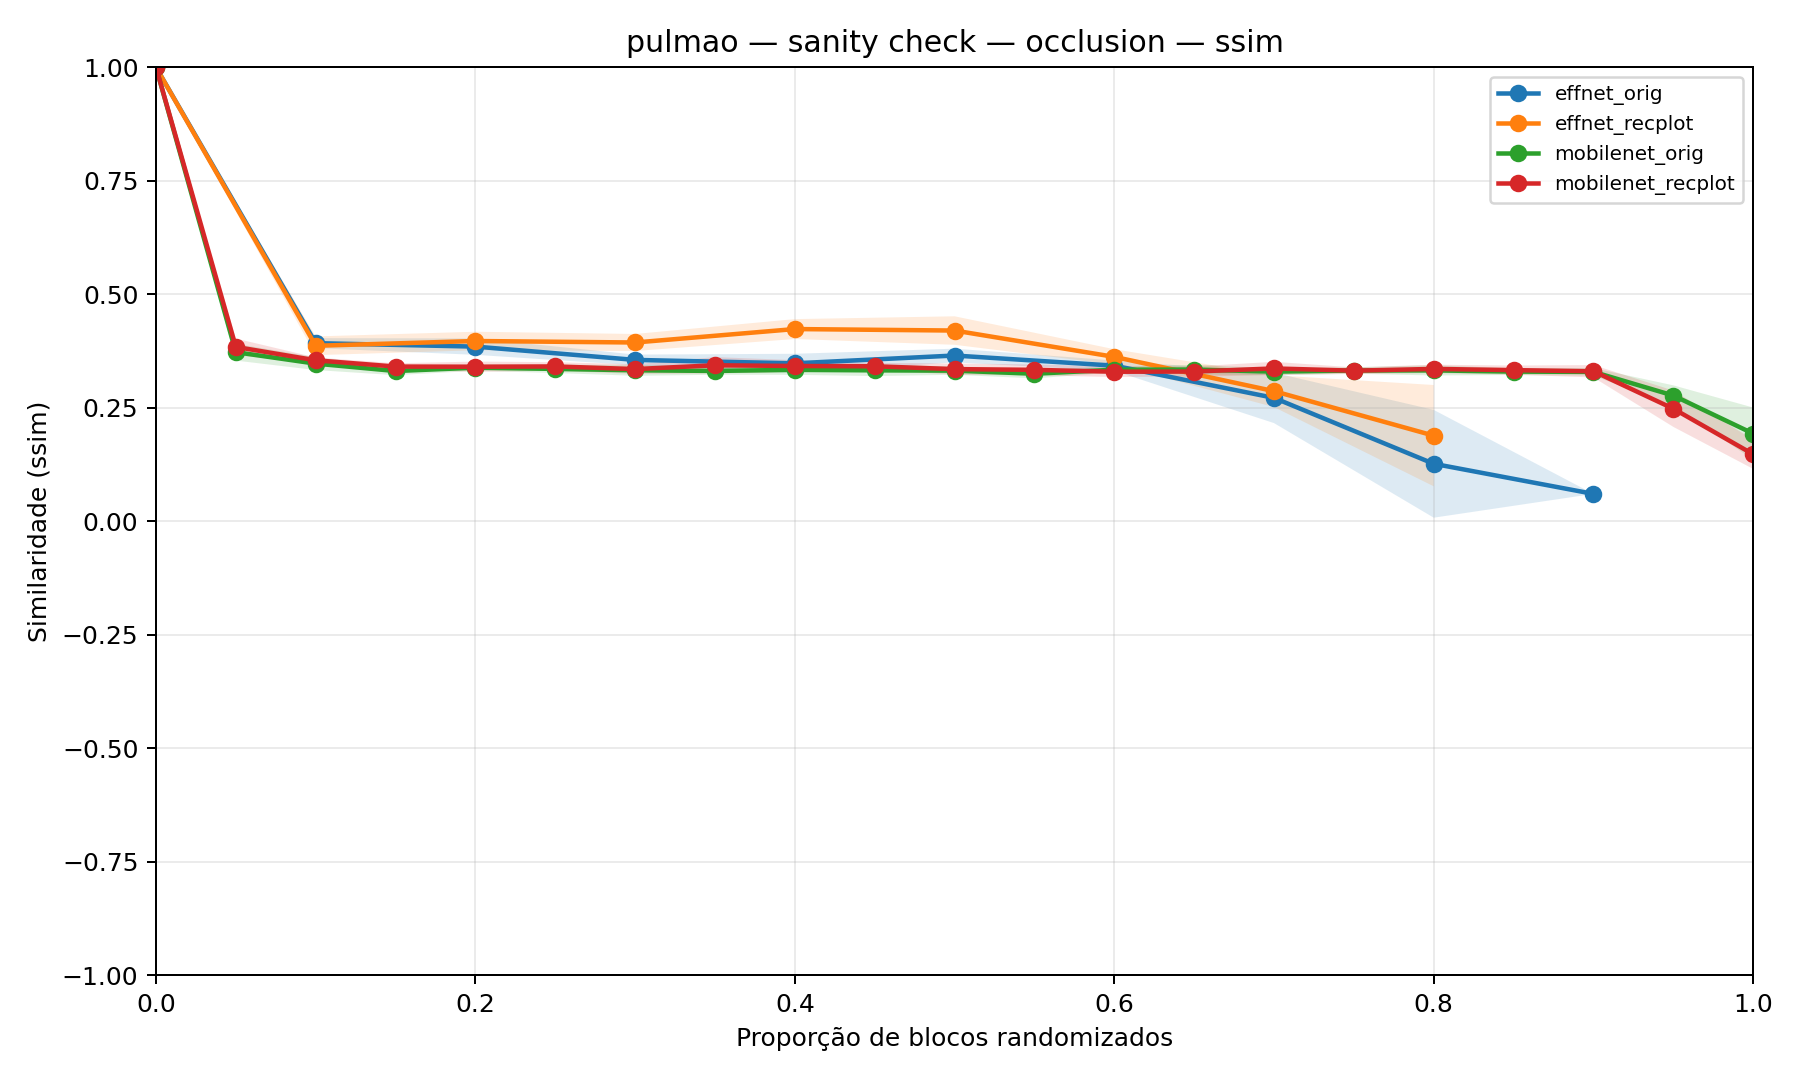 pulmao — sanity check — occlusion — ssim
effnet_orig
effnet_recplot
mobilenet_orig
mobilenet_recplot
Similaridade (ssim)
1.00
0.75
0.50
0.25
0.00
−0.25
−0.50
−0.75
−1.00
0.0 0.2 0.4 0.6 0.8 1.0
Proporção de blocos randomizados